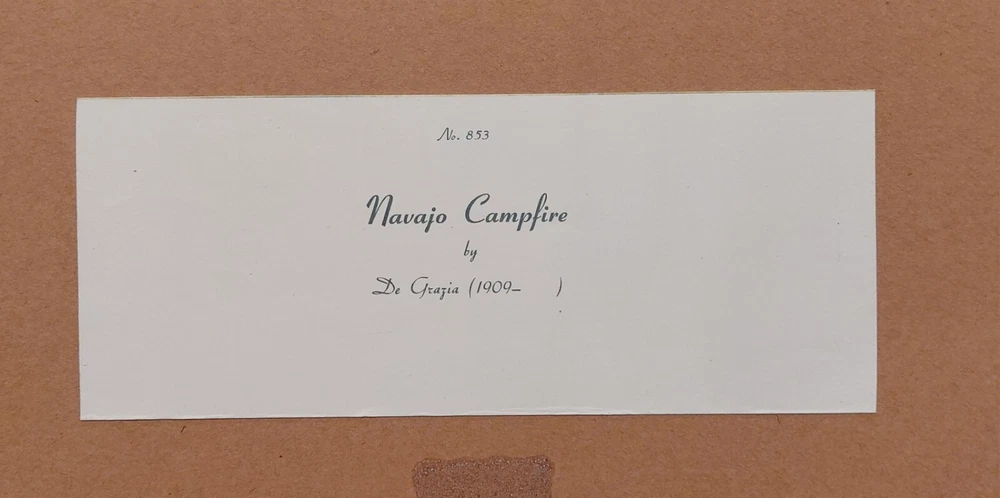 No. 853
Navajo Campfire
by
De Grazia (1909– )